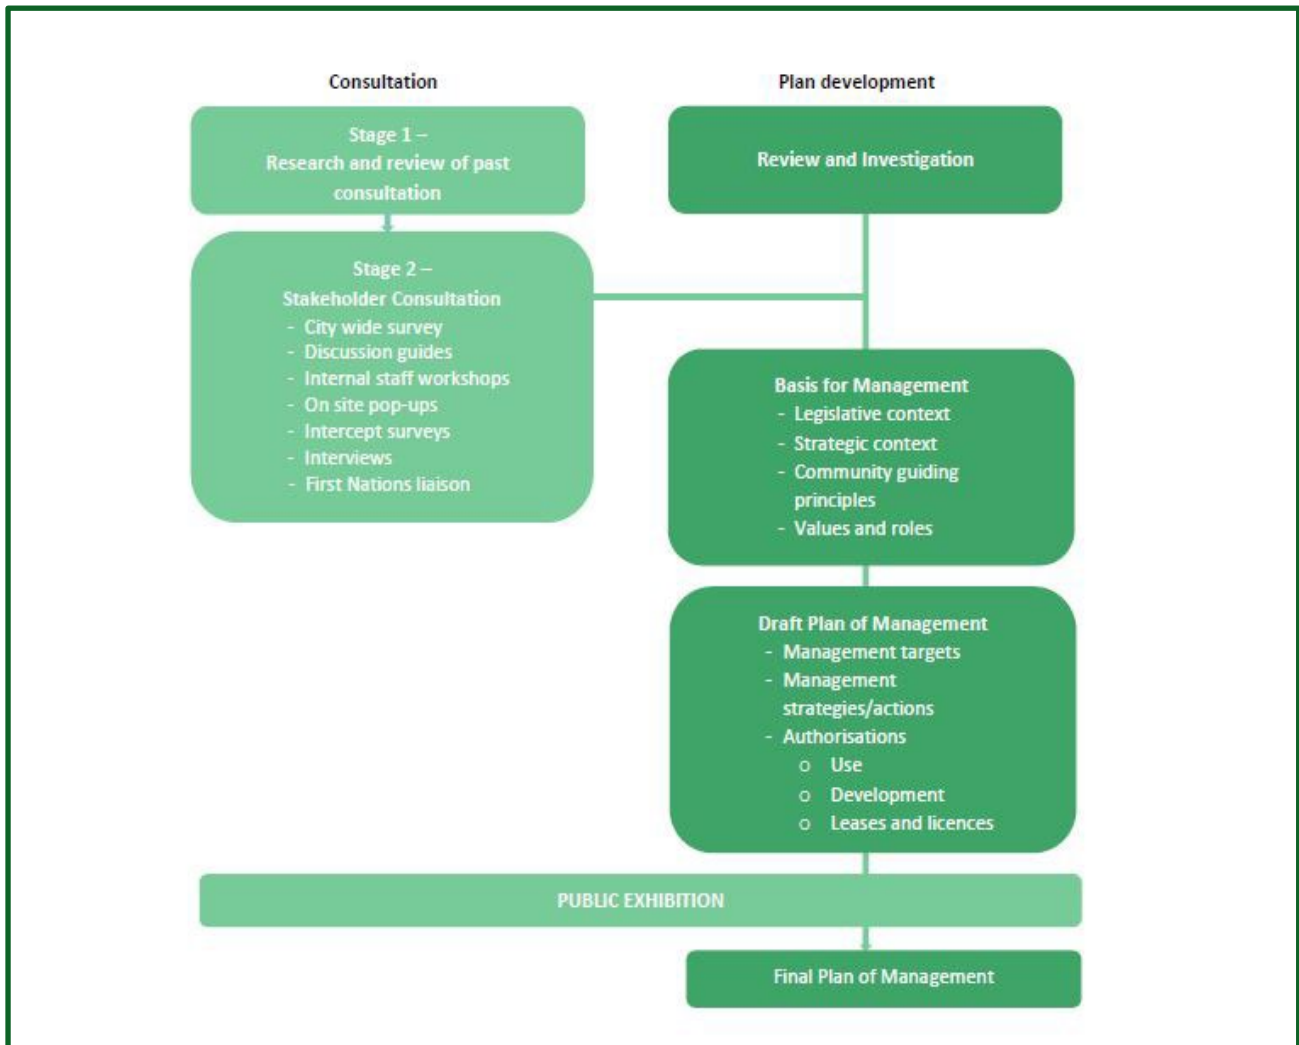 Consultation
Stage 1 –
Research and review of past
consultation
Stage 2 –
Stakeholder Consultation
- City wide survey
- Discussion guides
- Internal staff workshops
- On site pop-ups
- Intercept surveys
- Interviews
- First Nations liaison
Plan development
Review and Investigation
Basis for Management
- Legislative context
- Strategic context
- Community guiding
principles
- Values and roles
Draft Plan of Management
- Management targets
- Management
strategies/actions
- Authorisations
o Use
o Development
o Leases and licences
PUBLIC EXHIBITION
Final Plan of Management